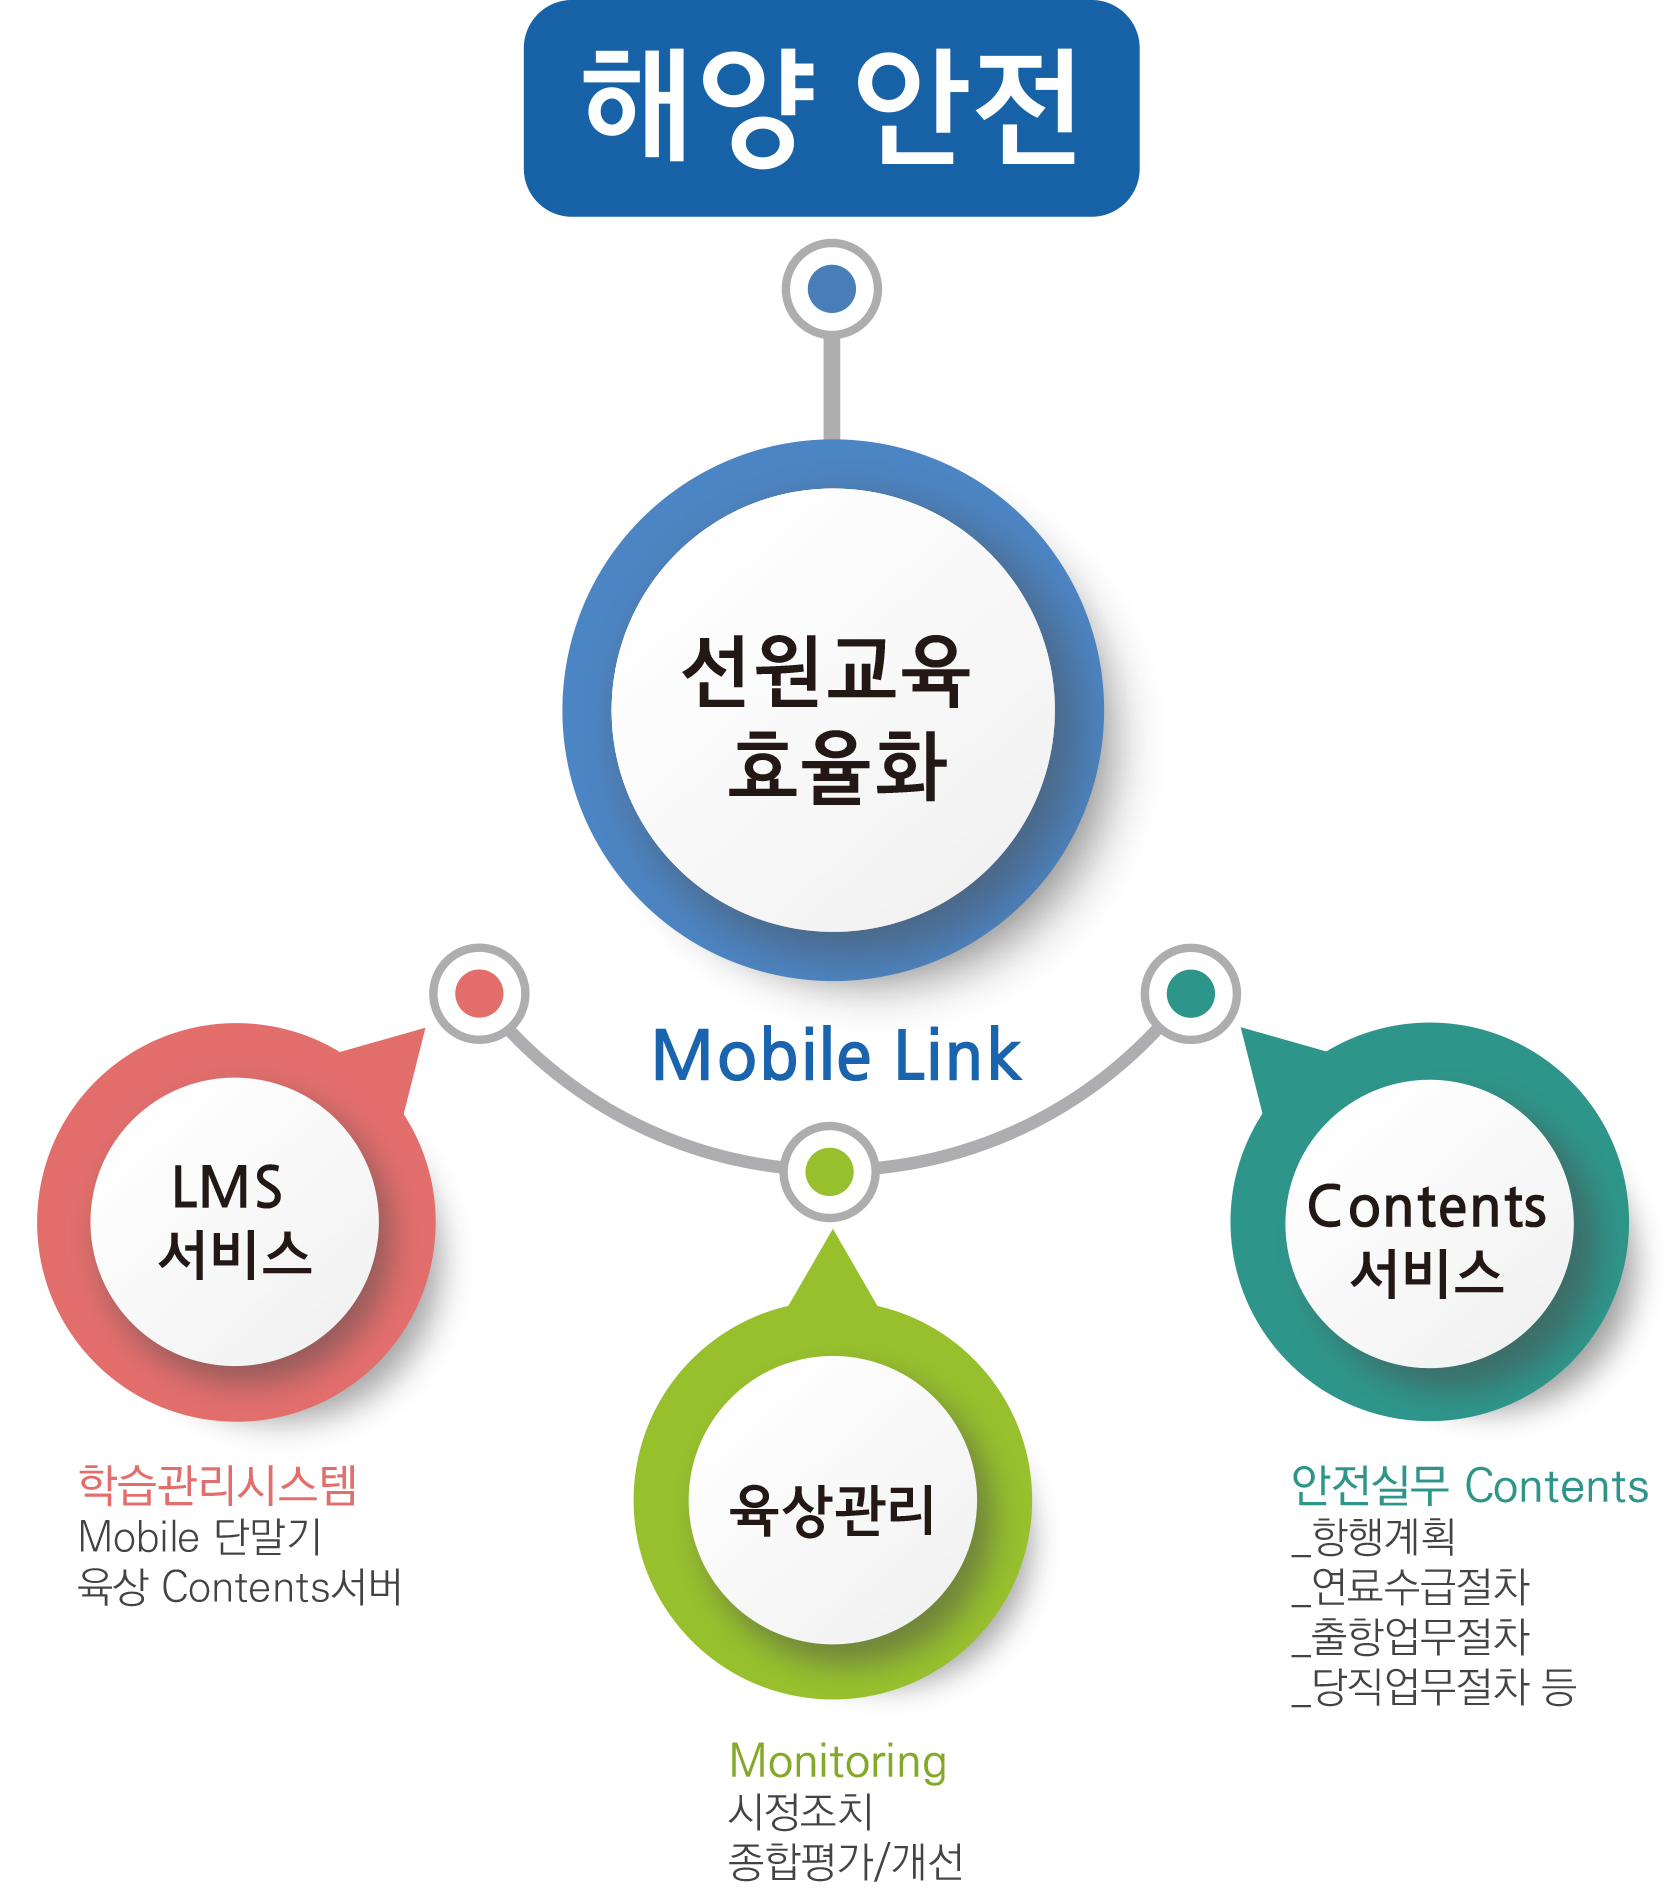 해양 안전
선원교육
효율화
Mobile Link
LMS
서비스
학습관리시스템
Mobile 단말기
육상 Contents서버
육상관리
Monitoring
시정조치
종합평가/개선
Contents
서비스
안전실무 Contents
_항행계획
_연료수급절차
_출항업무절차
_당직업무절차 등